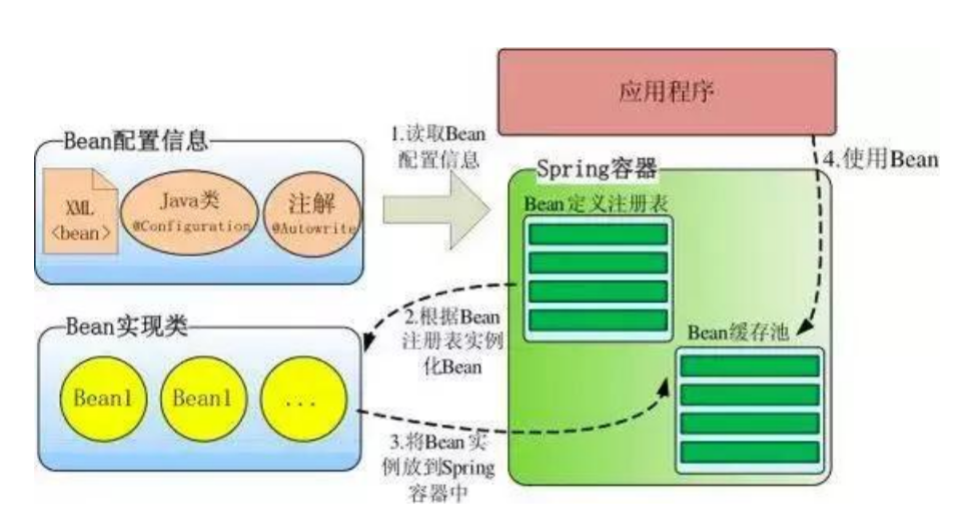 应用程序
Bean配置信息
1.读取Bean
配置信息
4.使用Bean
XML
<bean>
Java类
@Configuration
注解
@Autowrite
Spring容器
Bean定义注册表
Bean实现类
2.根据Bean
注册表实例
化Bean
Bean缓存池
Bean1
Bean1
...
3.将Bean实
例放到Spring
容器中